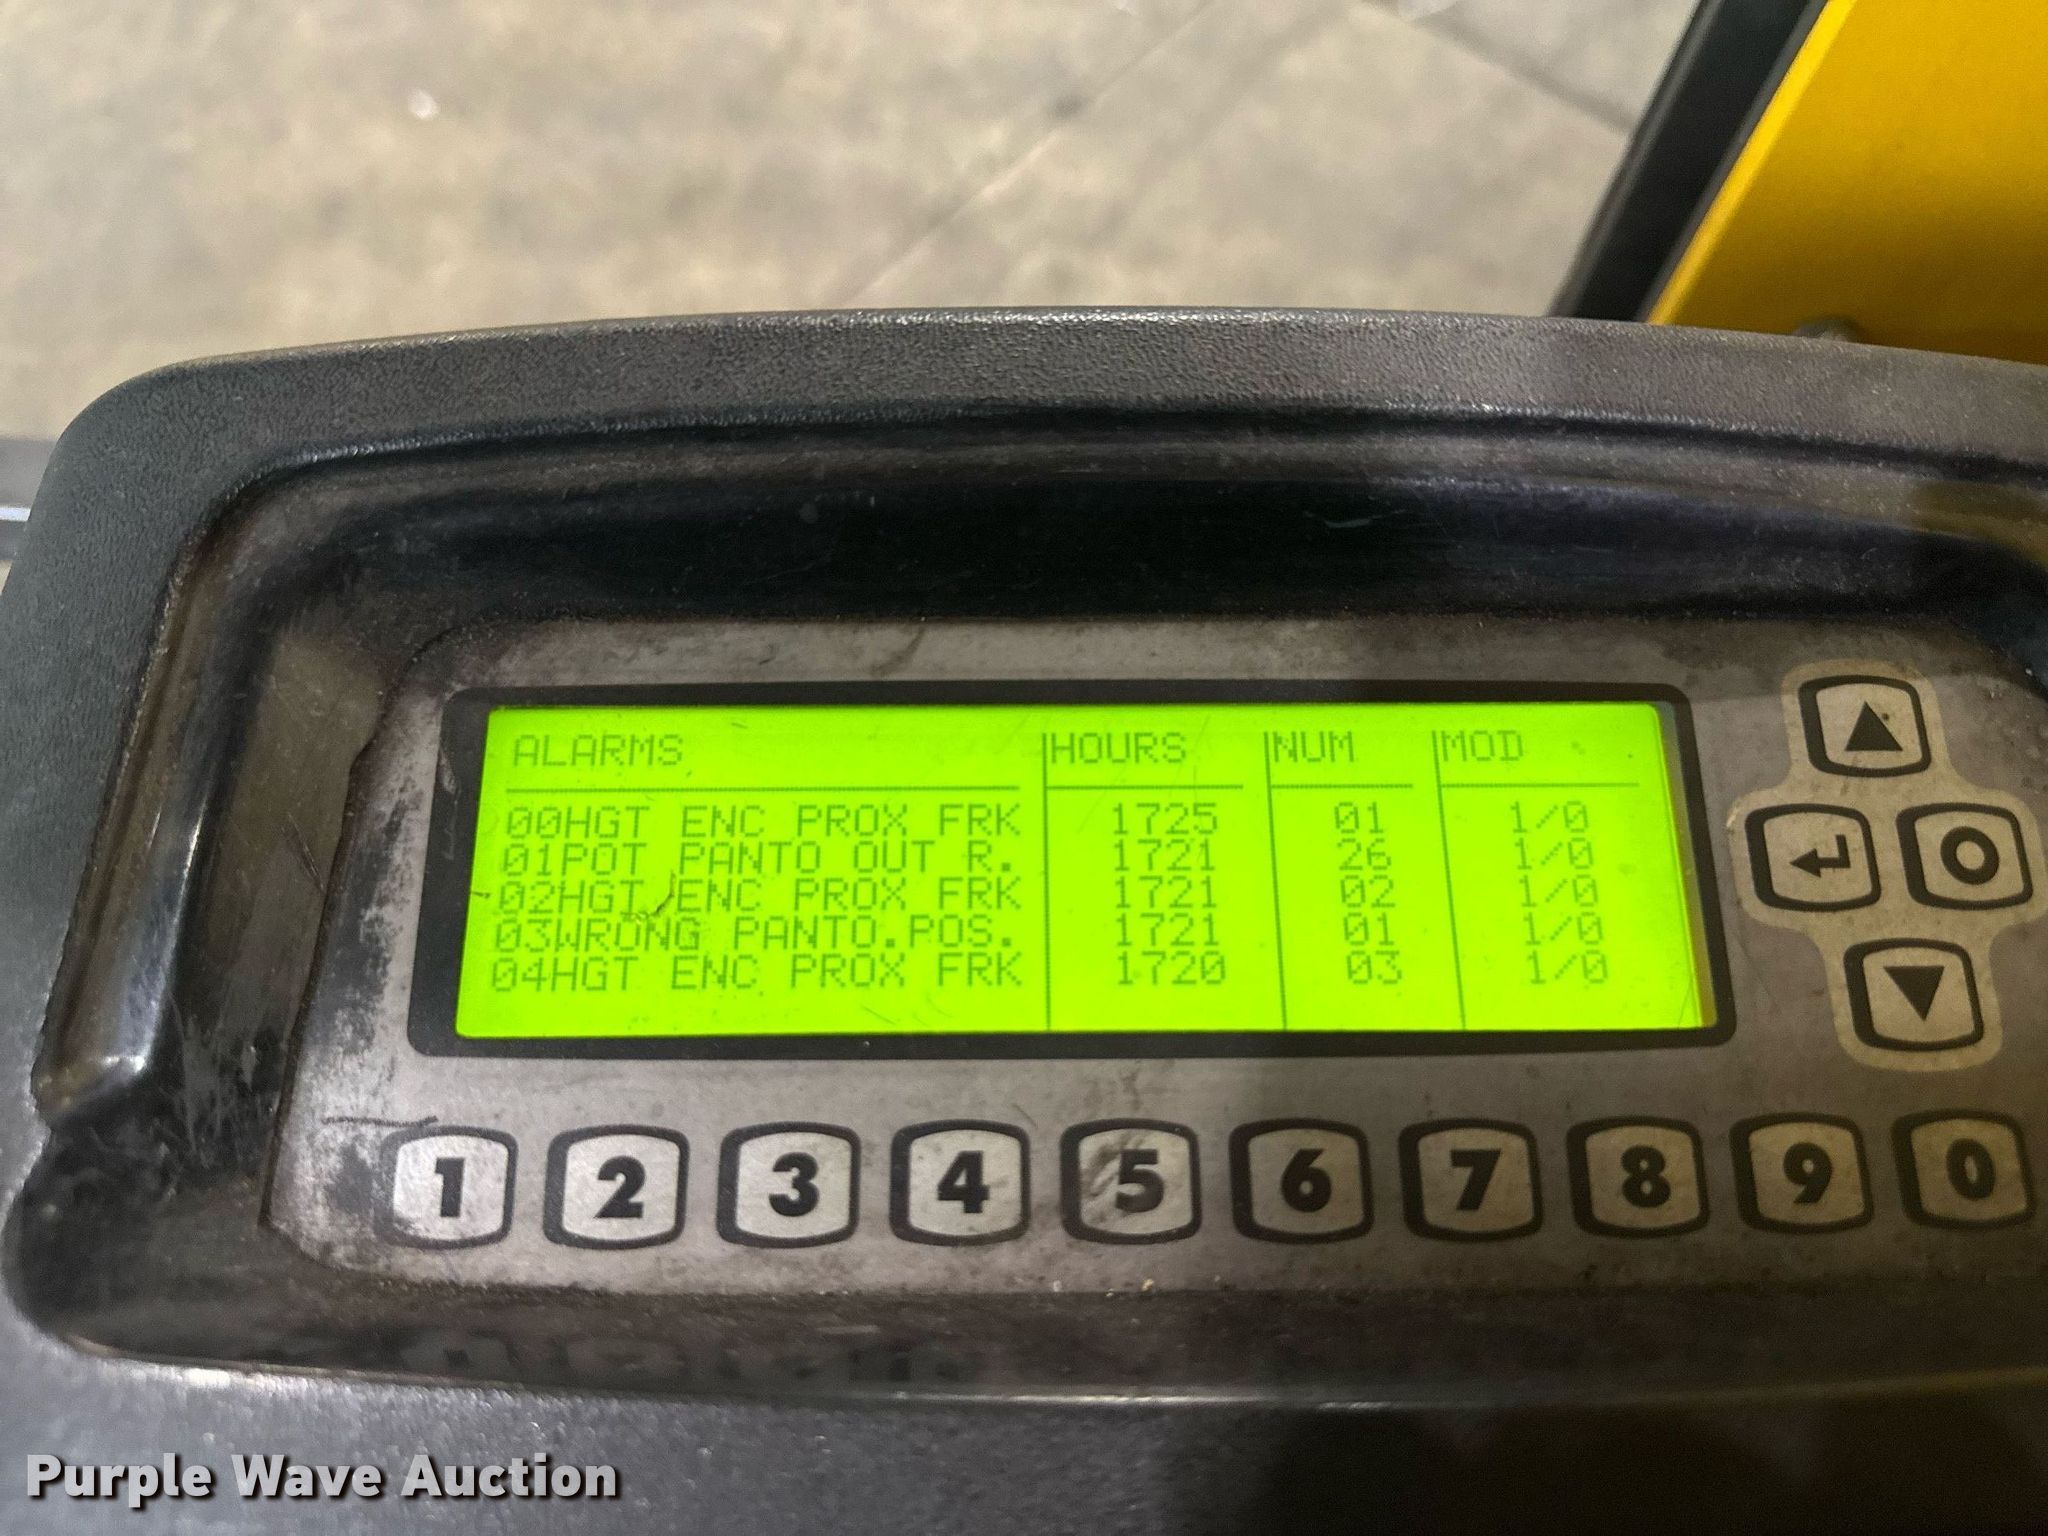 ALARMS HOURS NUM MOD
00HGT ENC PROX FRK 1725 01 1/0
01POT PANTO OUT R. 1721 26 1/0
02HGT ENC PROX FRK 1721 02 1/0
03WRONG PANTO.POS. 1721 01 1/0
04HGT ENC PROX FRK 1720 03 1/0
1 2 3 4 5 6 7 8 9 0
Purple Wave Auction